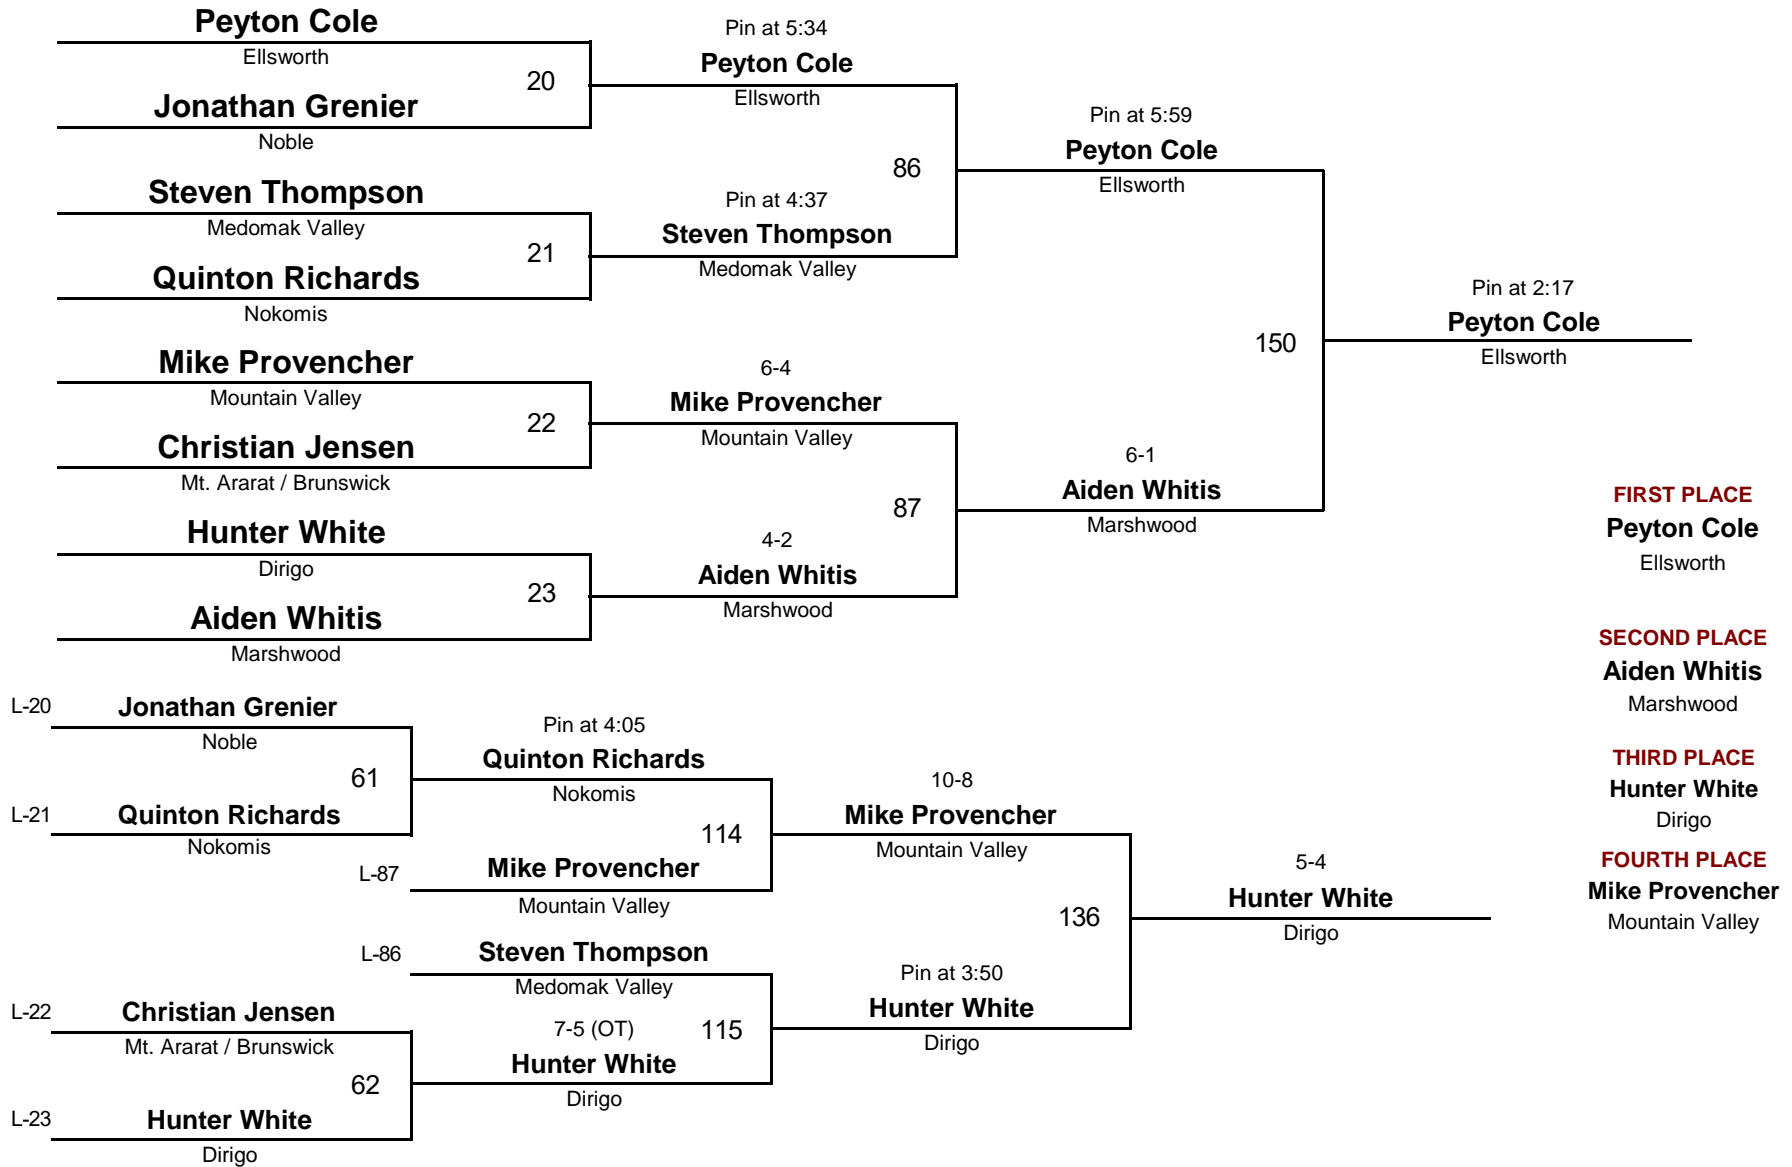 Peyton Cole
Ellsworth
20
Jonathan Grenier
Noble
Steven Thompson
Medomak Valley
21
Quinton Richards
Nokomis
Mike Provencher
Mountain Valley
22
Christian Jensen
Mt. Ararat / Brunswick
Hunter White
Dirigo
23
Aiden Whitis
Marshwood
Pin at 5:34
Peyton Cole
Ellsworth
86
Pin at 4:37
Steven Thompson
Medomak Valley
6-4
Mike Provencher
Mountain Valley
87
4-2
Aiden Whitis
Marshwood
Pin at 5:59
Peyton Cole
Ellsworth
150
6-1
Aiden Whitis
Marshwood
Pin at 2:17
Peyton Cole
Ellsworth
FIRST PLACE
Peyton Cole
Ellsworth
SECOND PLACE
Aiden Whitis
Marshwood
THIRD PLACE
Hunter White
Dirigo
FOURTH PLACE
Mike Provencher
Mountain Valley
L-20
Jonathan Grenier
Noble
61
L-21
Quinton Richards
Nokomis
L-22
Christian Jensen
Mt. Ararat / Brunswick
62
L-23
Hunter White
Dirigo
Pin at 4:05
Quinton Richards
Nokomis
114
L-87
Mike Provencher
Mountain Valley
L-86
Steven Thompson
Medomak Valley
7-5 (OT)
115
Hunter White
Dirigo
10-8
Mike Provencher
Mountain Valley
136
Pin at 3:50
Hunter White
Dirigo
5-4
Hunter White
Dirigo